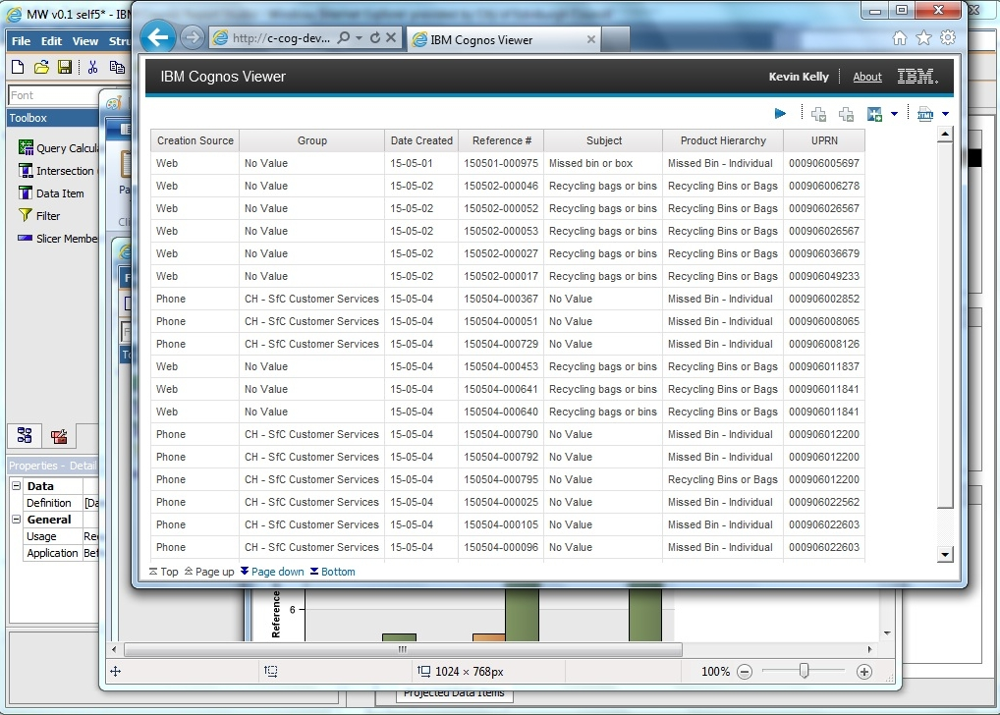 MW v0.1 self5* - IBM
http://c-cog-dev...
IBM Cognos Viewer
File Edit View Stru
IBM Cognos Viewer
Kevin Kelly
About
IBM.
Font
Toolbox
Query Calcula
Intersection
Data Item
Filter
Slicer Membe
Creation Source Group Date Created Reference # Subject Product Hierarchy UPRN
Web No Value 15-05-01 150501-000975 Missed bin or box Missed Bin - Individual 000906005697
Web No Value 15-05-02 150502-000046 Recycling bags or bins Recycling Bins or Bags 000906006278
Web No Value 15-05-02 150502-000052 Recycling bags or bins Recycling Bins or Bags 000906026567
Web No Value 15-05-02 150502-000053 Recycling bags or bins Recycling Bins or Bags 000906026567
Web No Value 15-05-02 150502-000027 Recycling bags or bins Recycling Bins or Bags 000906036679
Web No Value 15-05-02 150502-000017 Recycling bags or bins Recycling Bins or Bags 000906049233
Phone CH - SfC Customer Services 15-05-04 150504-000367 No Value Missed Bin - Individual 000906002852
Phone CH - SfC Customer Services 15-05-04 150504-000051 No Value Missed Bin - Individual 000906008065
Phone CH - SfC Customer Services 15-05-04 150504-000729 No Value Missed Bin - Individual 000906008126
Web No Value 15-05-04 150504-000453 Recycling bags or bins Recycling Bins or Bags 000906011837
Web No Value 15-05-04 150504-000641 Recycling bags or bins Recycling Bins or Bags 000906011841
Web No Value 15-05-04 150504-000640 Recycling bags or bins Recycling Bins or Bags 000906011841
Phone CH - SfC Customer Services 15-05-04 150504-000790 No Value Missed Bin - Individual 000906012200
Phone CH - SfC Customer Services 15-05-04 150504-000792 No Value Missed Bin - Individual 000906012200
Phone CH - SfC Customer Services 15-05-04 150504-000795 No Value Recycling Bins or Bags 000906012200
Phone CH - SfC Customer Services 15-05-04 150504-000025 No Value Missed Bin - Individual 000906022562
Phone CH - SfC Customer Services 15-05-04 150504-000105 No Value Missed Bin - Individual 000906022603
Phone CH - SfC Customer Services 15-05-04 150504-000096 No Value Missed Bin - Individual 000906022603
Top Page up Page down Bottom
Properties - Detail
Data
Definition [Da
General
Usage Rec
Application Bef
Reference
6
1024 × 768px
100%
Projected Data Items